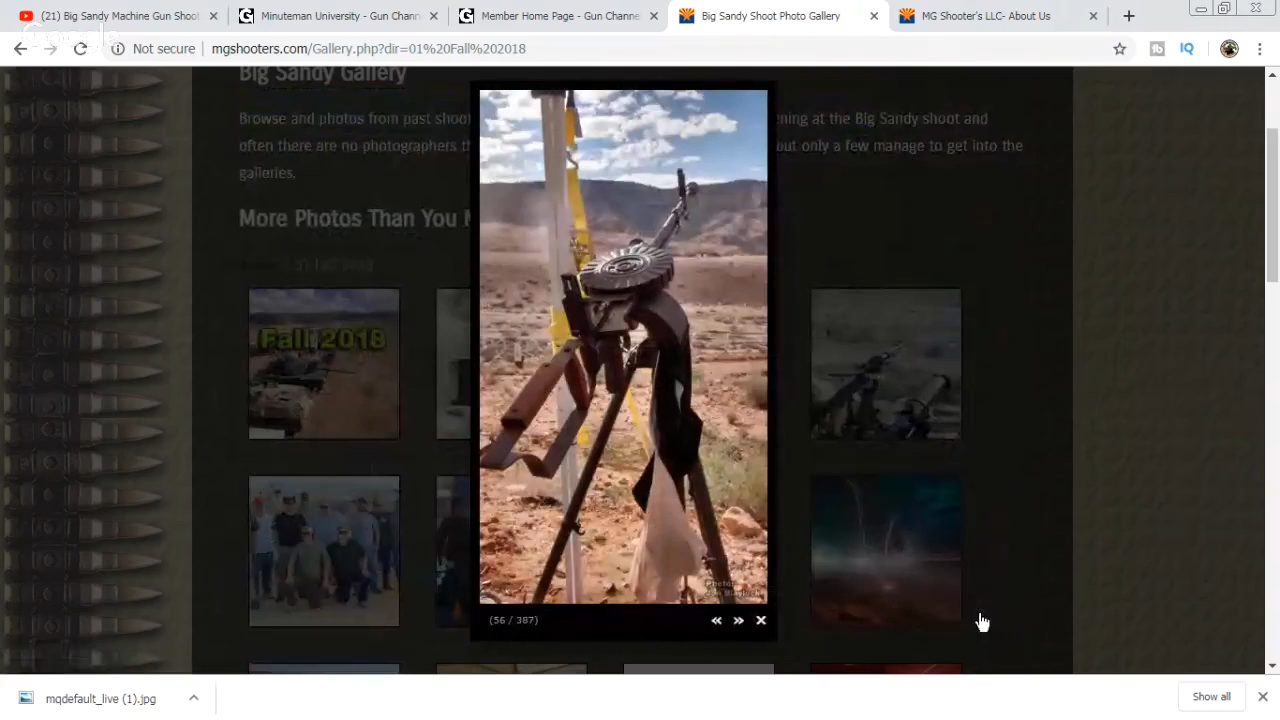 (21) Big Sandy Machine Gun Shoot
Minuteman University - Gun Chann
Member Home Page - Gun Channe
Big Sandy Shoot Photo Gallery
MG Shooter's LLC- About Us
Not secure
mgshooters.com/Gallery.php?dir=01%20Fall%202018
Big Sandy Gallery
Browse and photos from past shoo
ening at the Big Sandy shoot and
often there are no photographers th
but only a few manage to get into the
galleries.
More Photos Than You
Fall 2018
(56 / 387)
mqdefault_live (1).jpg
Show all